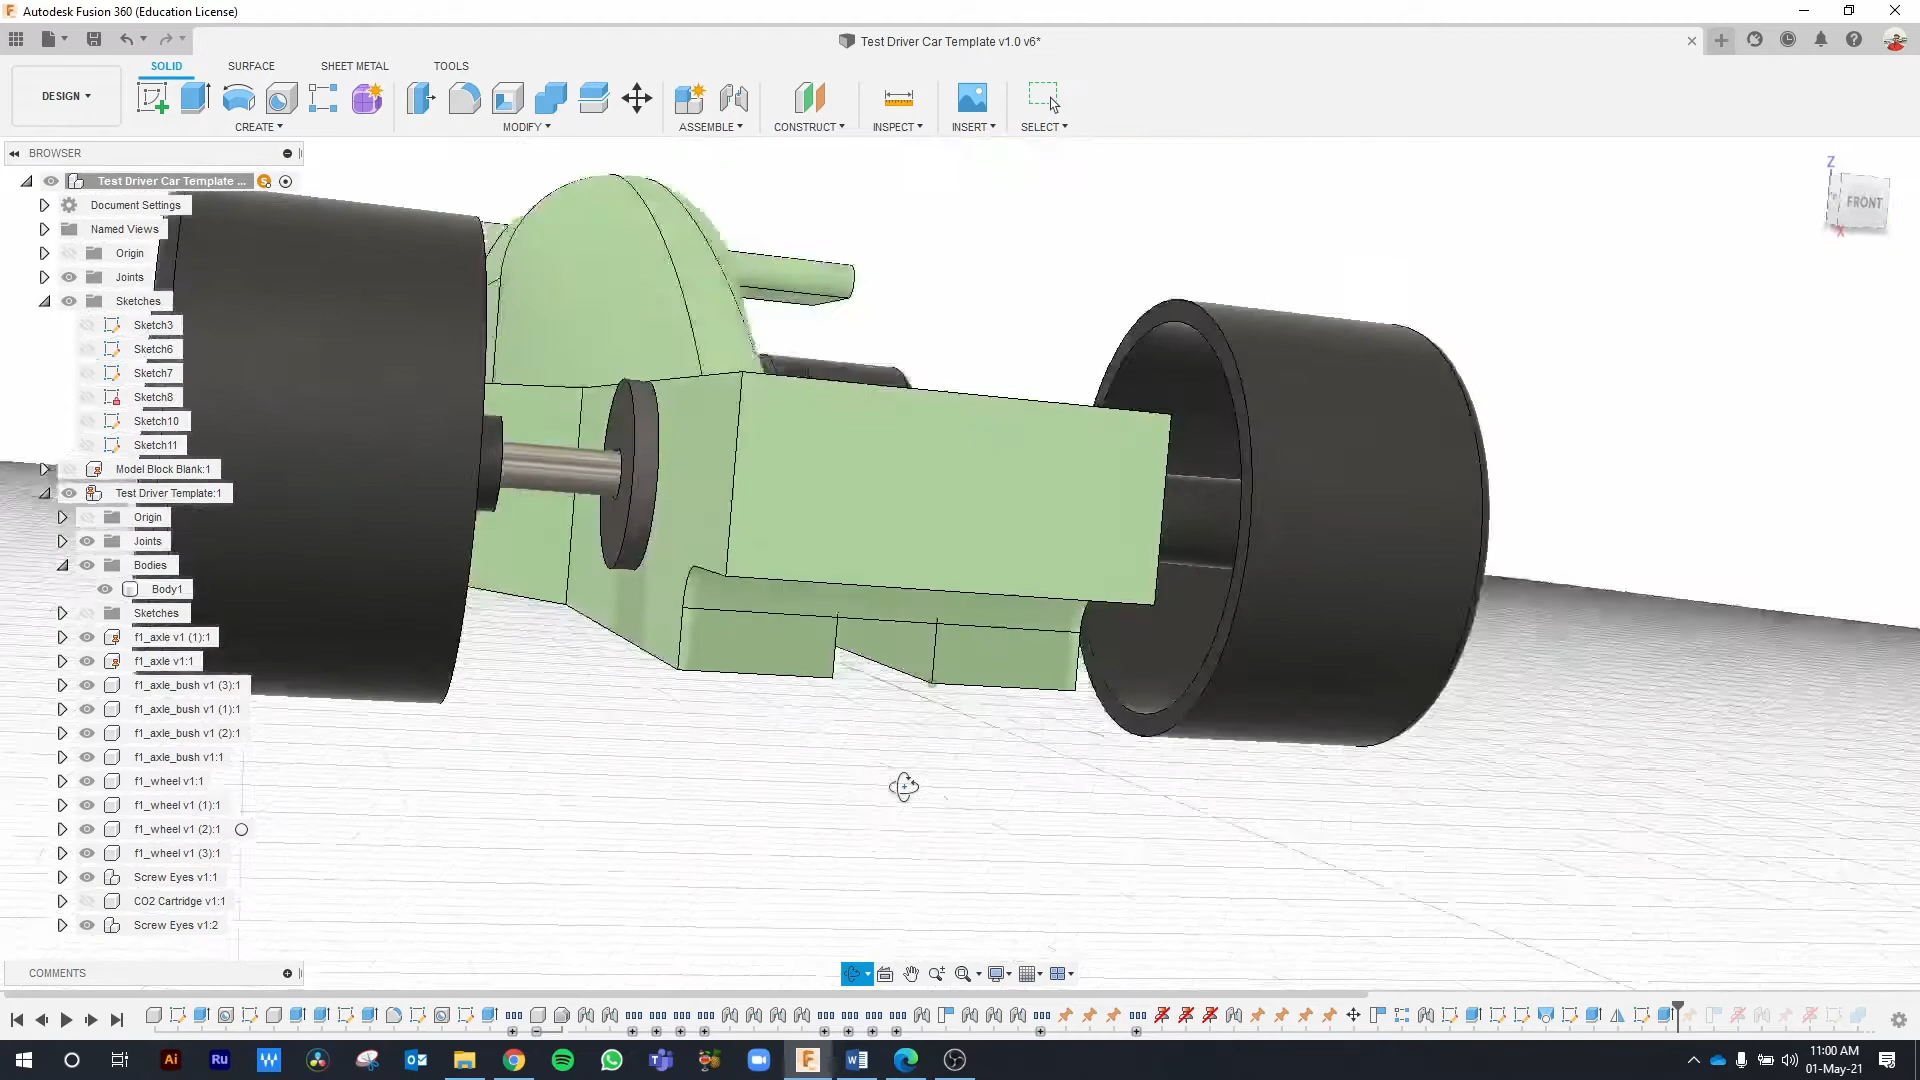 Autodesk Fusion 360 (Education License)
Test Driver Car Template v1.0 v6*
SOLID SURFACE SHEET METAL TOOLS
DESIGN
CREATE MODIFY ASSEMBLE CONSTRUCT INSPECT INSERT SELECT
BROWSER
Test Driver Car Template ...
Document Settings
Named Views
Origin
Joints
Sketches
Sketch3
Sketch6
Sketch7
Sketch8
Sketch10
Sketch11
Model Block Blank:1
Test Driver Template:1
Origin
Joints
Bodies
Body1
Sketches
f1_axle v1 (1):1
f1_axle v1:1
f1_axle_bush v1 (3):1
f1_axle_bush v1 (1):1
f1_axle_bush v1 (2):1
f1_axle_bush v1:1
f1_wheel v1:1
f1_wheel v1 (1):1
f1_wheel v1 (2):1
f1_wheel v1 (3):1
Screw Eyes v1:1
CO2 Cartridge v1:1
Screw Eyes v1:2
COMMENTS
Z
FRONT
X
Ai Ru
11:00 AM
01-May-21